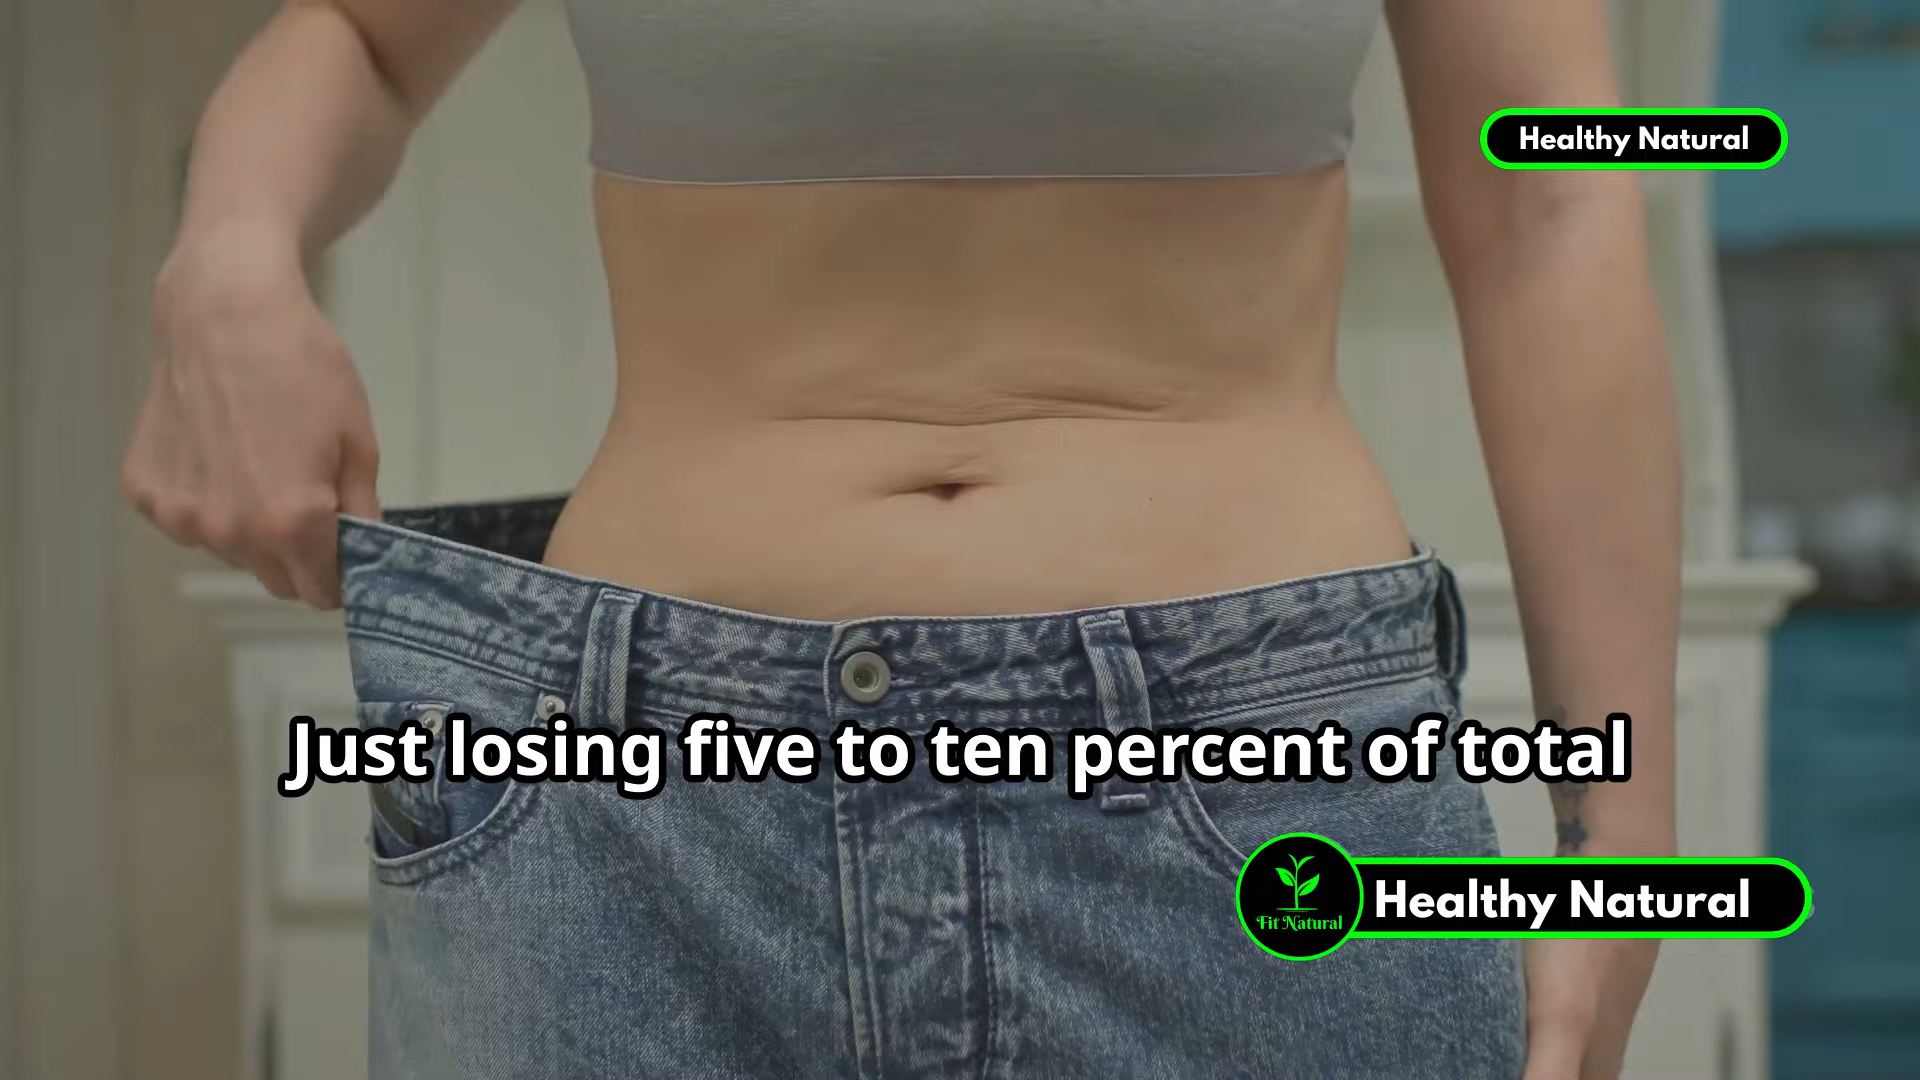 Healthy Natural
Just losing five to ten percent of total
Fit Natural
Healthy Natural